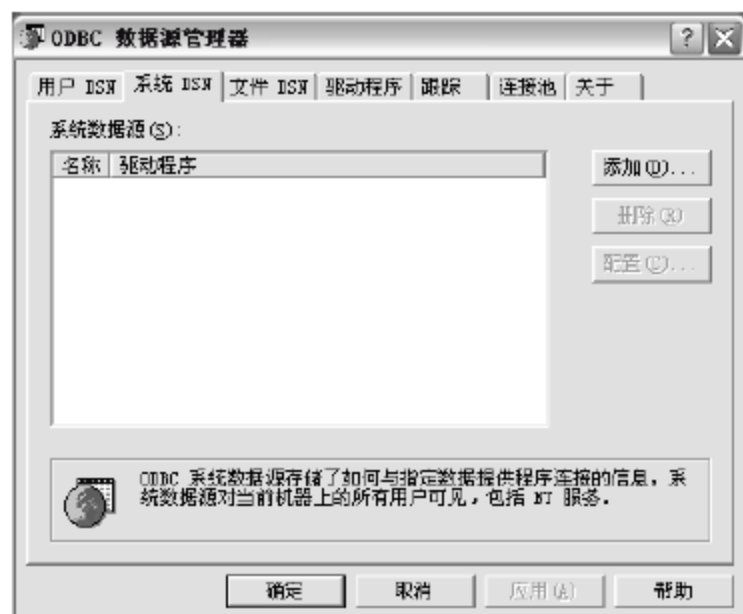 ODBC 数据源管理器
用户 DSN 系统 DSN 文件 DSN 驱动程序 跟踪 连接池 关于
系统数据源(S):
名称 驱动程序
添加(D)...
删除(R)
配置(C)...
ODBC 系统数据源存储了如何与指定数据提供程序连接的信息。系
统数据源对当前机器上的所有用户可见,包括 NT 服务。
确定 取消 应用(A) 帮助